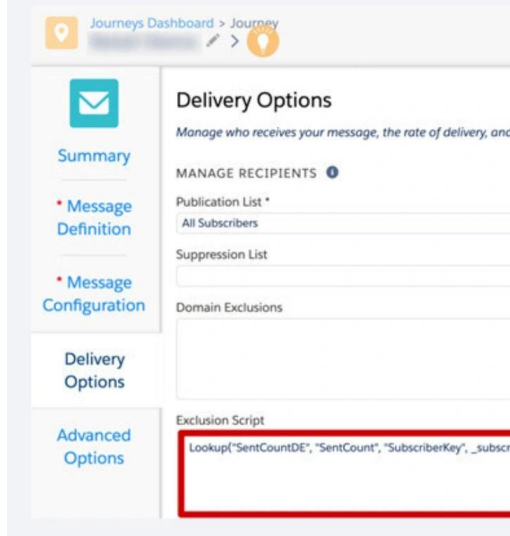 Journeys Dashboard > Journey
>
Summary
* Message
Definition
* Message
Configuration
Delivery
Options
Advanced
Options
Delivery Options
Manage who receives your message, the rate of delivery, and
MANAGE RECIPIENTS
Publication List *
All Subscribers
Suppression List
Domain Exclusions
Exclusion Script
Lookup("SentCountDE", "SentCount", "SubscriberKey", _subscr